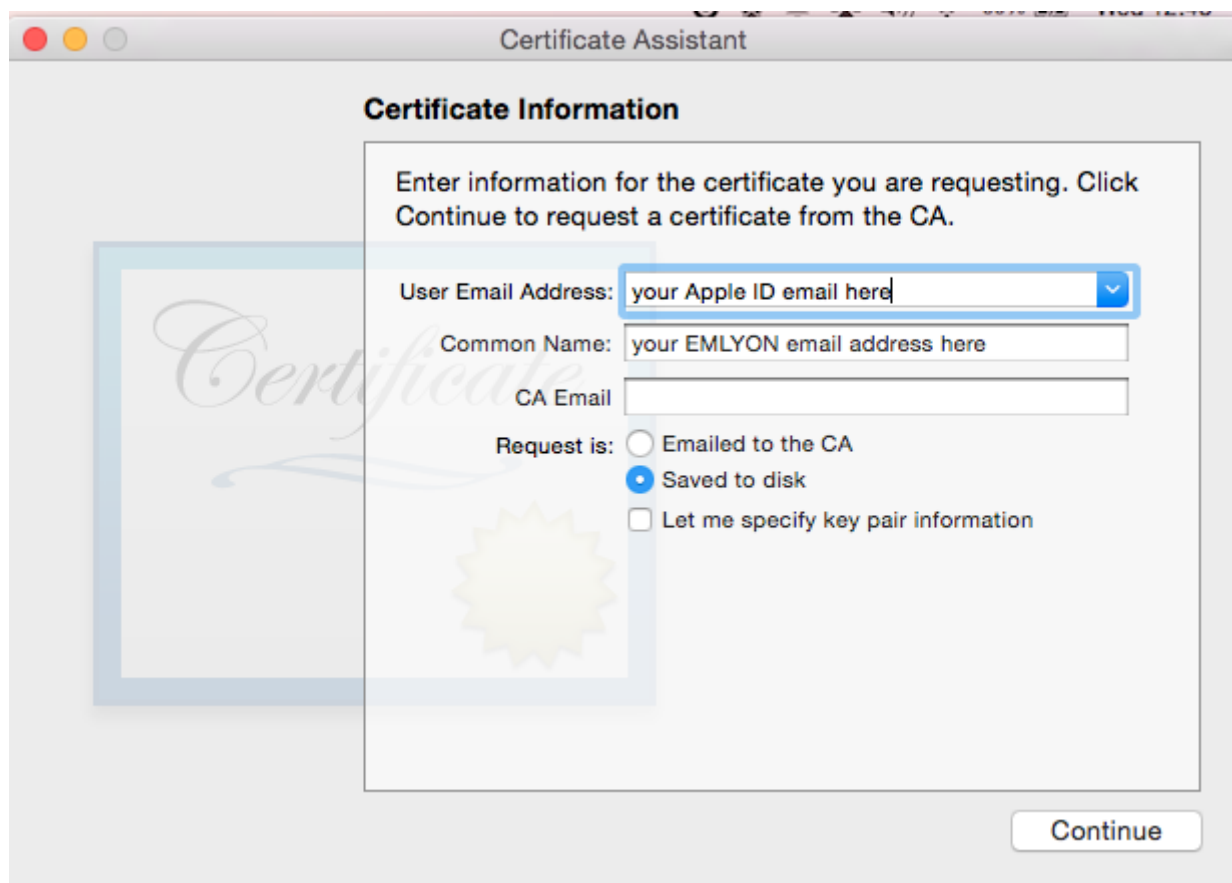 Certificate Assistant
Certificate Information
Enter information for the certificate you are requesting. Click
Continue to request a certificate from the CA.
User Email Address: your Apple ID email here
Common Name: your EMLYON email address here
CA Email
Request is: Emailed to the CA
Saved to disk
Let me specify key pair information
Certificate
Continue